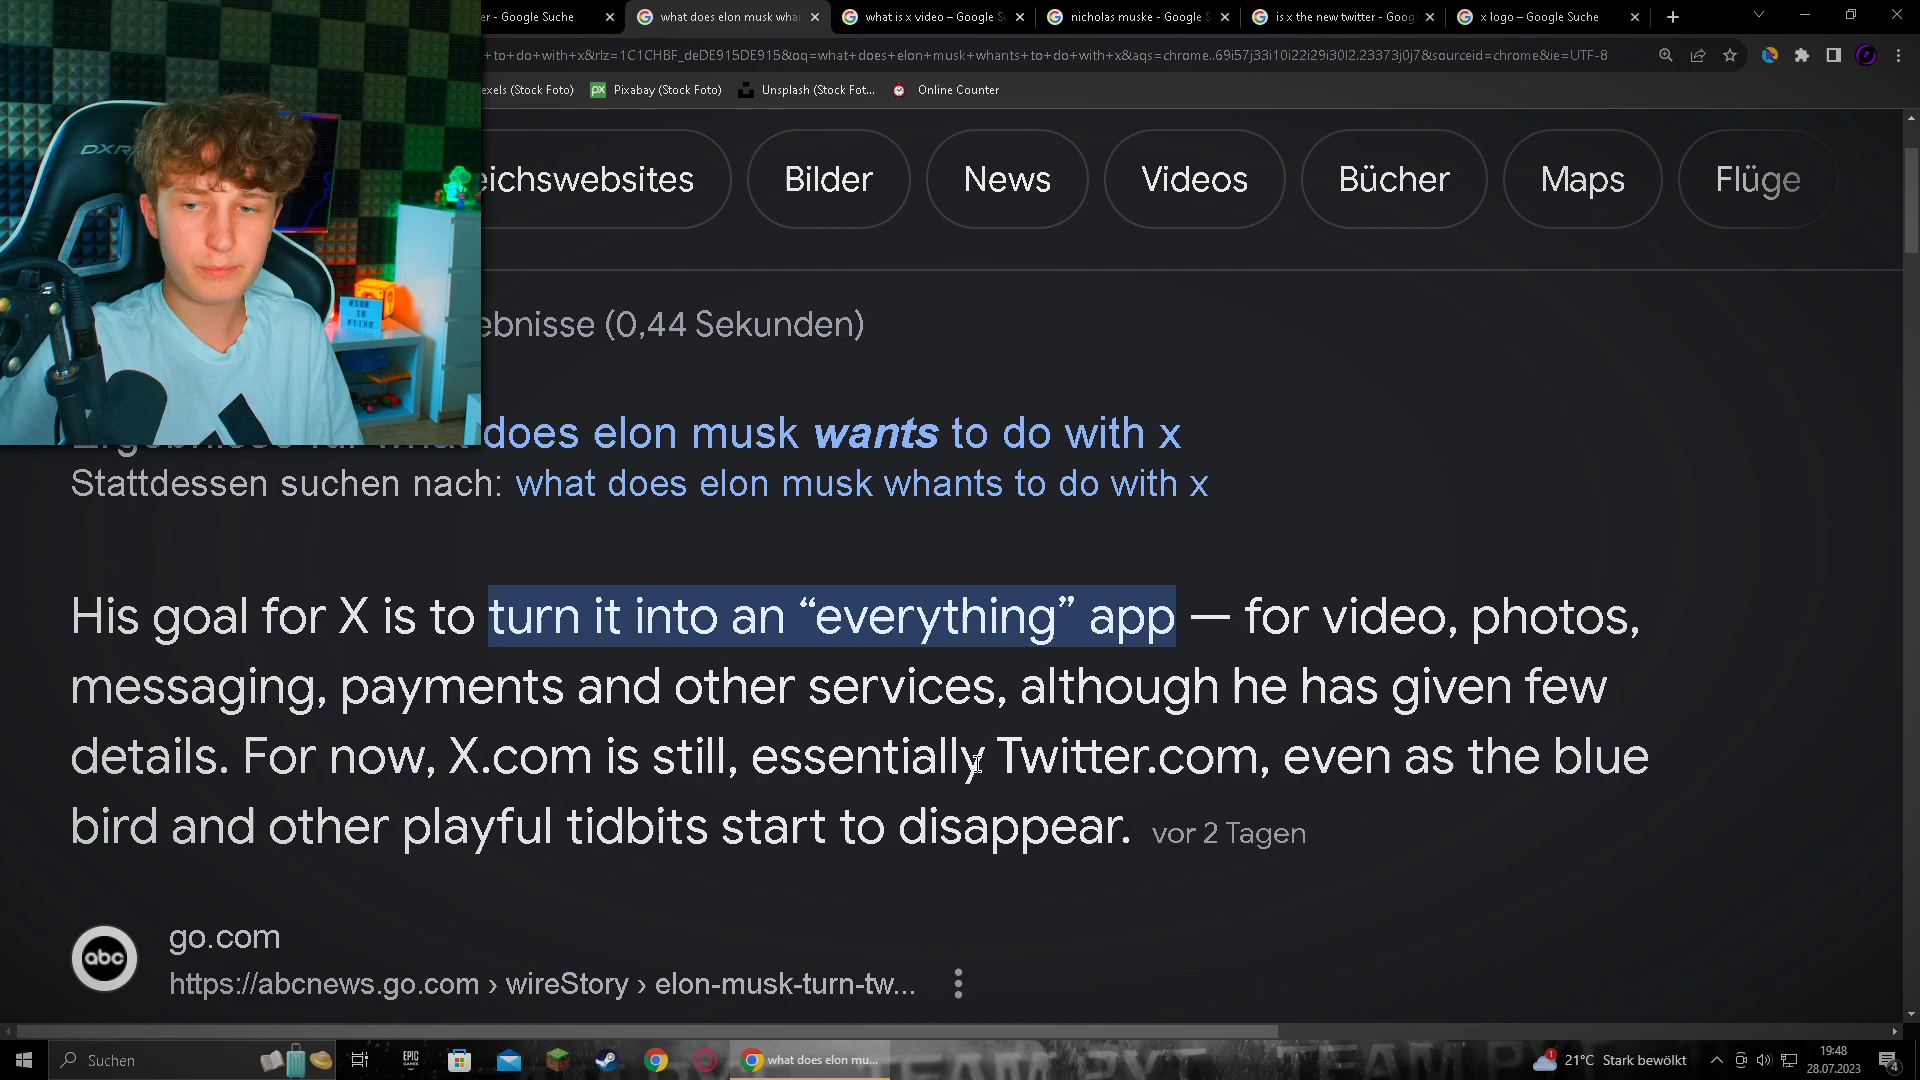 er - Google Suche
what does elon musk wha
what is x video – Google S
nicholas muske - Google S
is x the new twitter - Goog
x logo – Google Suche
+to+do+with+x&rlz=1C1CHBF_deDE915DE915&oq=what+does+elon+musk+whants+to+do+with+x&aqs=chrome..69i57j33i10i22i29i30l2.23373j0j7&sourceid=chrome&ie=UTF-8
exels (Stock Foto)
Pixabay (Stock Foto)
Unsplash (Stock Fot...
Online Counter
eichswebsites
Bilder
News
Videos
Bücher
Maps
Flüge
ebnisse (0,44 Sekunden)
does elon musk wants to do with x
Stattdessen suchen nach: what does elon musk whants to do with x
His goal for X is to turn it into an “everything” app — for video, photos,
messaging, payments and other services, although he has given few
details. For now, X.com is still, essentially Twitter.com, even as the blue
bird and other playful tidbits start to disappear. vor 2 Tagen
abc
go.com
https://abcnews.go.com › wireStory › elon-musk-turn-tw...
Suchen
EPIC GAMES
what does elon mu...
21°C Stark bewölkt
19:48
28.07.2023
4